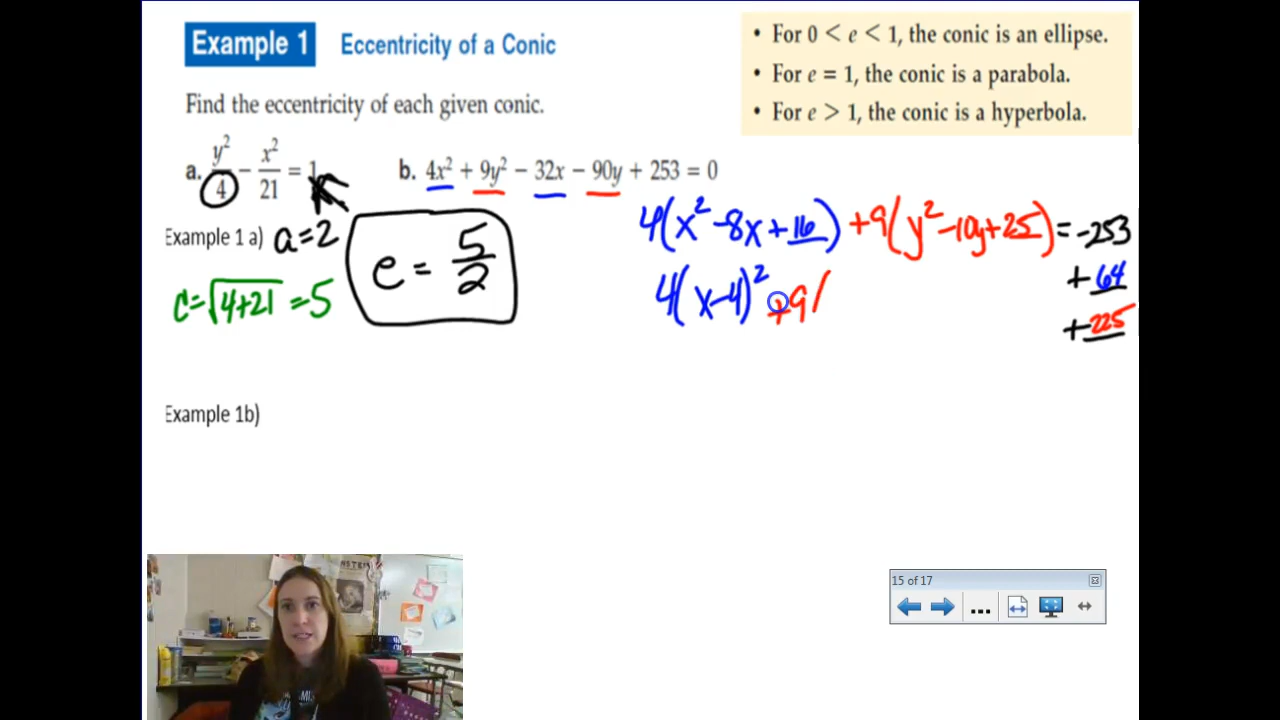 Example 1 Eccentricity of a Conic
• For 0 < e < 1, the conic is an ellipse.
• For e = 1, the conic is a parabola.
• For e > 1, the conic is a hyperbola.
Find the eccentricity of each given conic.
a. y²/4 − x²/21 = 1
b. 4x² + 9y² − 32x − 90y + 253 = 0
4(x² -8x+16) +9(y²-10y+25) = -253
+64
+225
4(x-4)² +9(
Example 1 a) a=2
c=√4+21 =5
e = 5/2
Example 1b)
15 of 17
...